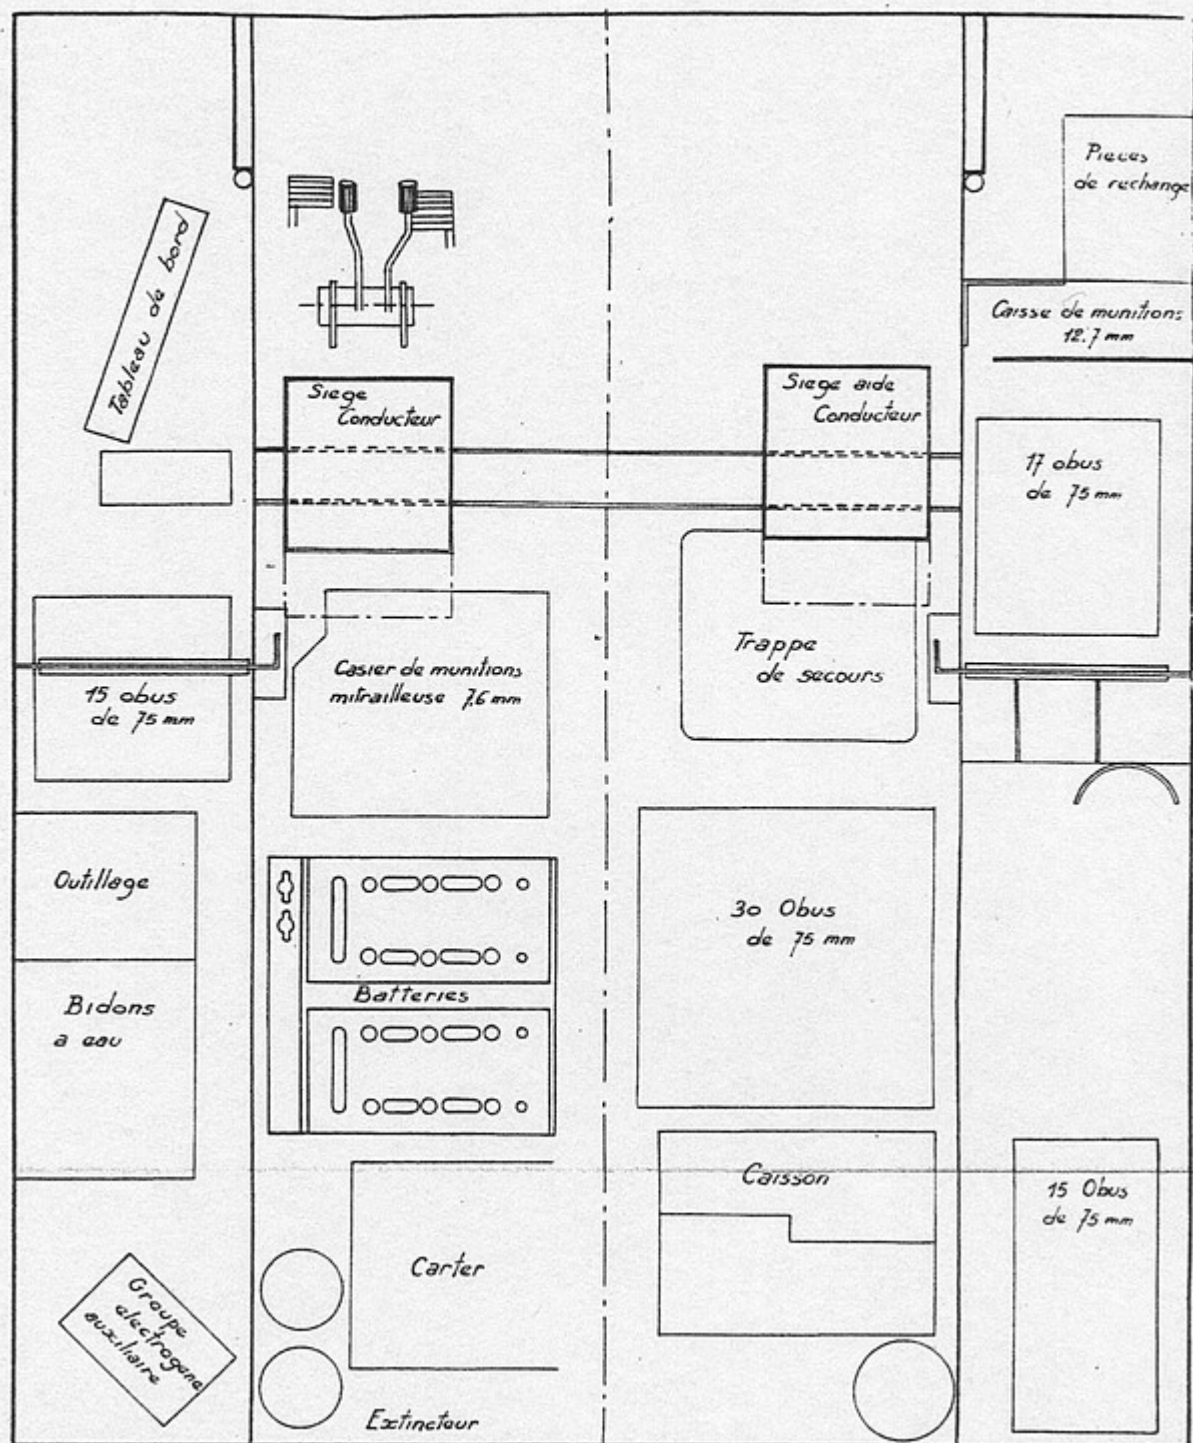 Pieces
de rechange
Tableau de bord
Caisse de munitions
12.7 mm
Siege
Conducteur
Siege aide
Conducteur
17 obus
de 75 mm
15 obus
de 75 mm
Casier de munitions
mitrailleuse 7.6 mm
Trappe
de secours
Outillage
30 Obus
de 75 mm
Batteries
Bidons
a eau
Caisson
15 Obus
de 75 mm
Carter
Groupe
electrogene
auxiliaire
Extincteur